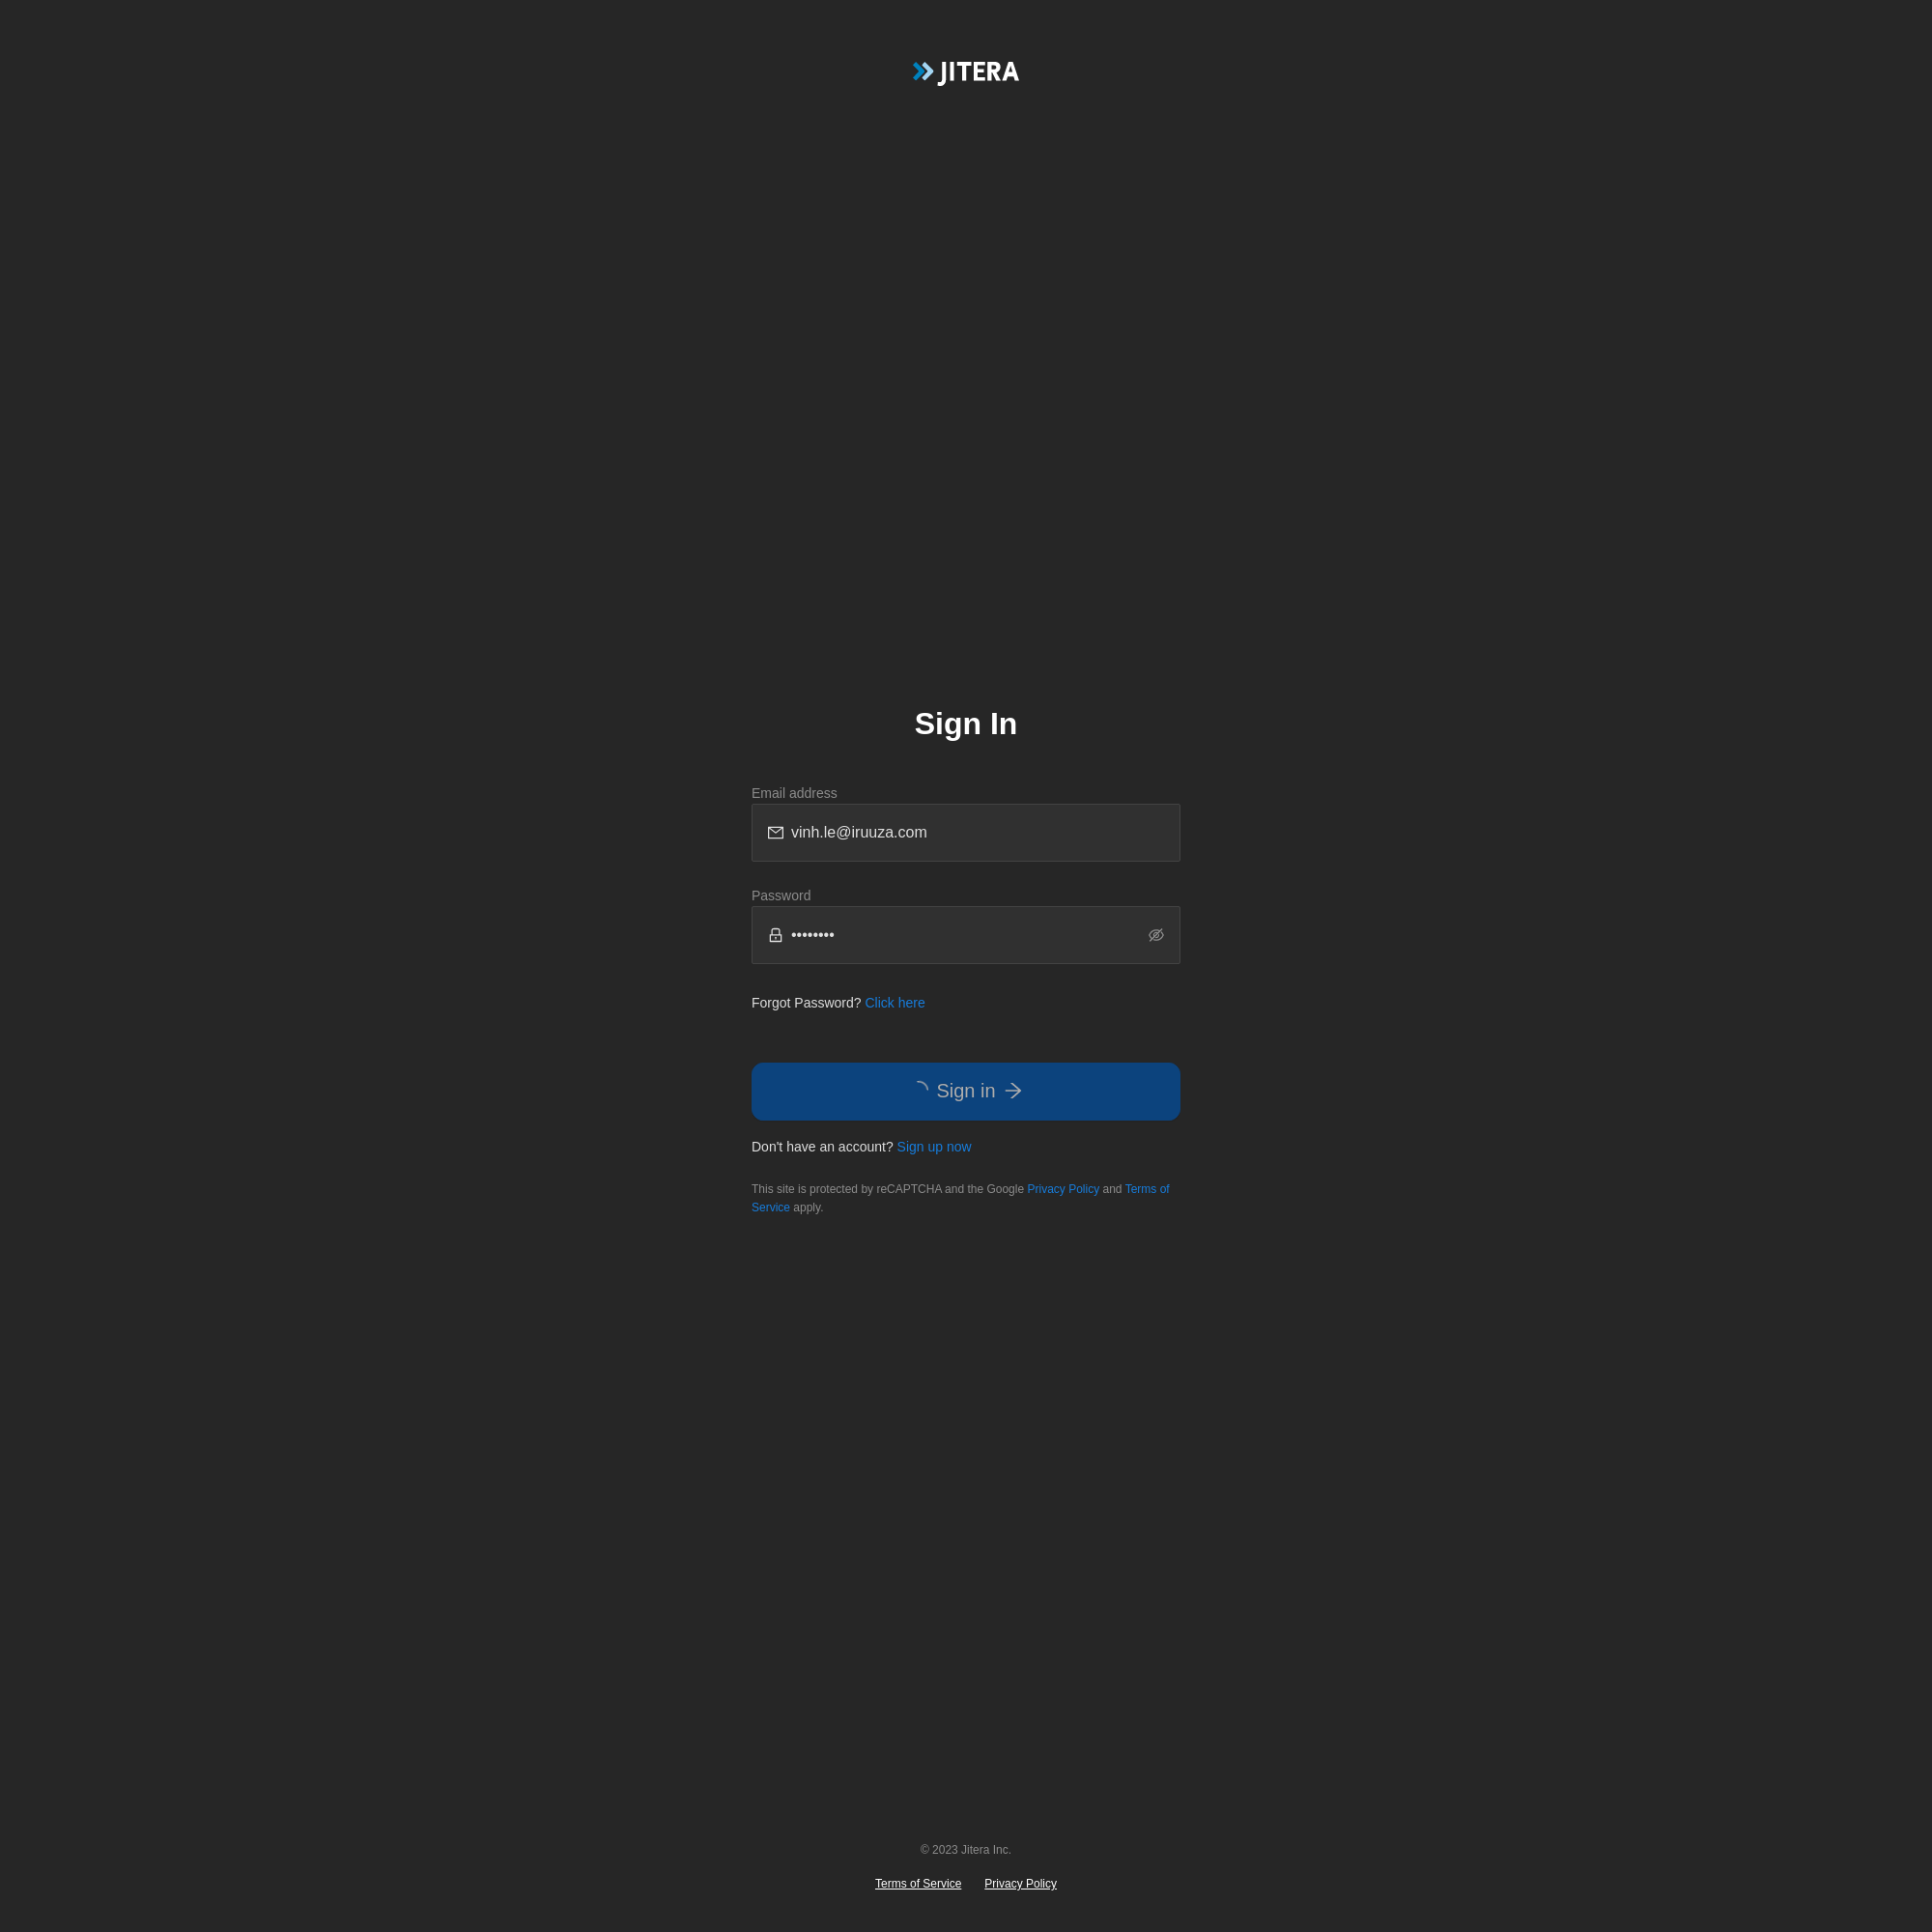 JITERA
Sign In
Email address
vinh.le@iruuza.com
Password
••••••••
Forgot Password? Click here
Sign in
Don't have an account? Sign up now
This site is protected by reCAPTCHA and the Google Privacy Policy and Terms of
Service apply.
© 2023 Jitera Inc.
Terms of Service Privacy Policy